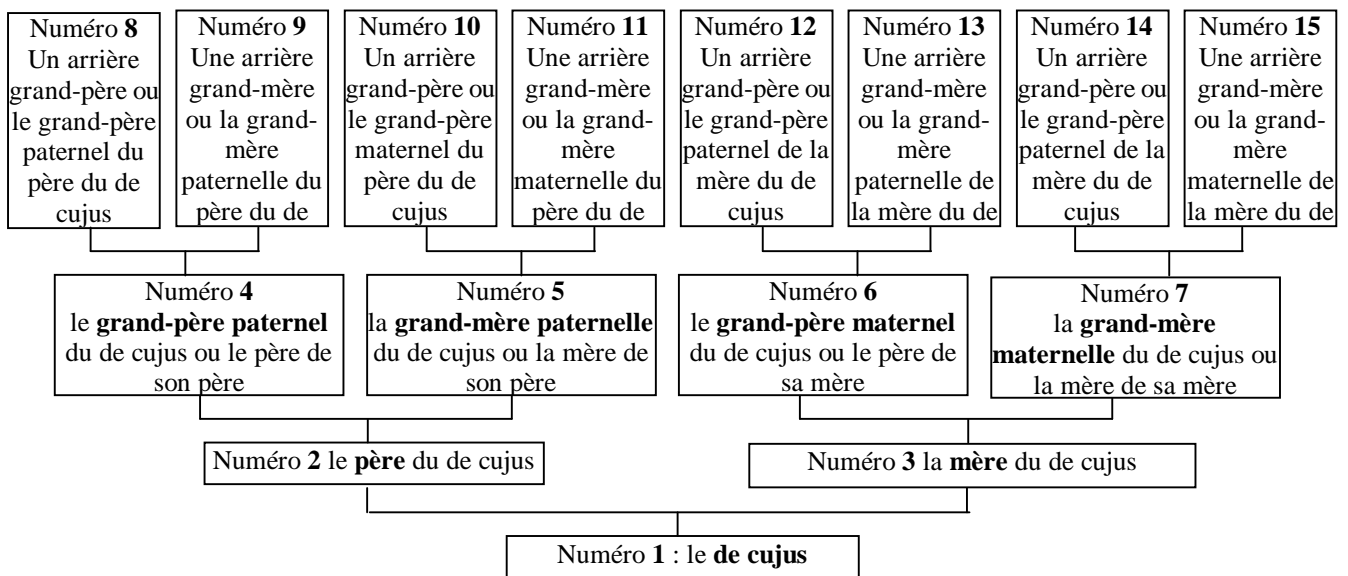 Numéro 8
Un arrière
grand-père ou
le grand-père
paternel du
père du de
cujus
Numéro 9
Une arrière
grand-mère
ou la grand-
mère
paternelle du
père du de
Numéro 10
Un arrière
grand-père ou
le grand-père
maternel du
père du de
cujus
Numéro 11
Une arrière
grand-mère
ou la grand-
mère
maternelle du
père du de
Numéro 12
Un arrière
grand-père ou
le grand-père
paternel de la
mère du de
cujus
Numéro 13
Une arrière
grand-mère
ou la grand-
mère
paternelle de
la mère du de
Numéro 14
Un arrière
grand-père ou
le grand-père
paternel de la
mère du de
cujus
Numéro 15
Une arrière
grand-mère
ou la grand-
mère
maternelle de
la mère du de
Numéro 4
le grand-père paternel
du de cujus ou le père de
son père
Numéro 5
la grand-mère paternelle
du de cujus ou la mère de
son père
Numéro 6
le grand-père maternel
du de cujus ou le père de
sa mère
Numéro 7
la grand-mère
maternelle du de cujus ou
la mère de sa mère
Numéro 2 le père du de cujus
Numéro 3 la mère du de cujus
Numéro 1 : le de cujus